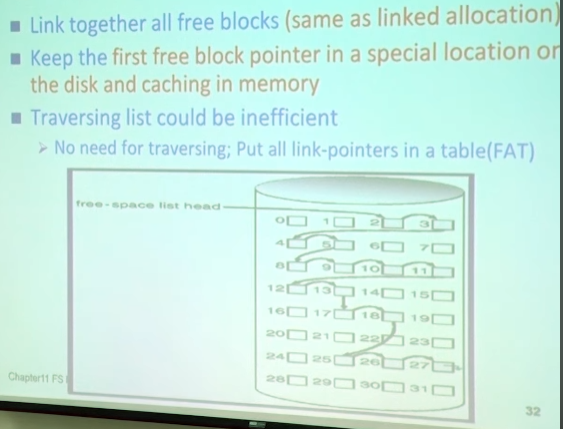 Link together all free blocks (same as linked allocation)
Keep the first free block pointer in a special location on
the disk and caching in memory
Traversing list could be inefficient
No need for traversing; Put all link-pointers in a table(FAT)
free-space list head
0 1 2 3
4 5 6 7
8 9 10 11
12 13 14 15
16 17 18 19
20 21 22 23
24 25 26 27
28 29 30 31
Chapter11 FS
32